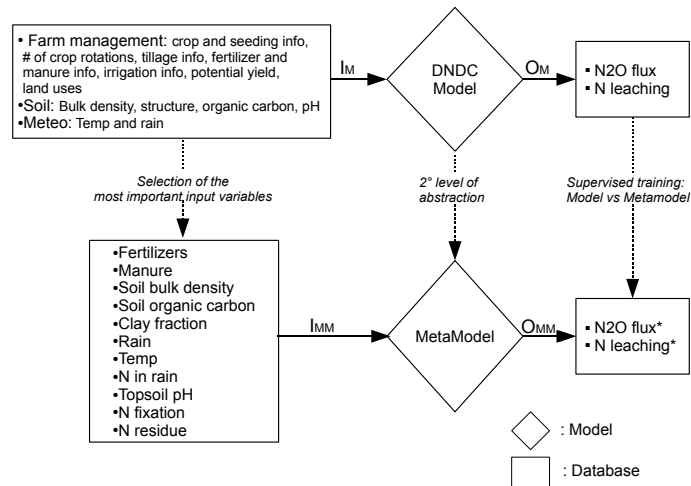 • Farm management: crop and seeding info,
# of crop rotations, tillage info, fertilizer and
manure info, irrigation info, potential yield,
land uses
•Soil: Bulk density, structure, organic carbon, pH
•Meteo: Temp and rain
IM
DNDC
Model
OM
▪ N2O flux
▪ N leaching
Selection of the
most important input variables
2° level of
abstraction
Supervised training:
Model vs Metamodel
•Fertilizers
•Manure
•Soil bulk density
•Soil organic carbon
•Clay fraction
•Rain
•Temp
•N in rain
•Topsoil pH
•N fixation
•N residue
IMM
MetaModel
OMM
▪ N2O flux*
▪ N leaching*
: Model
: Database